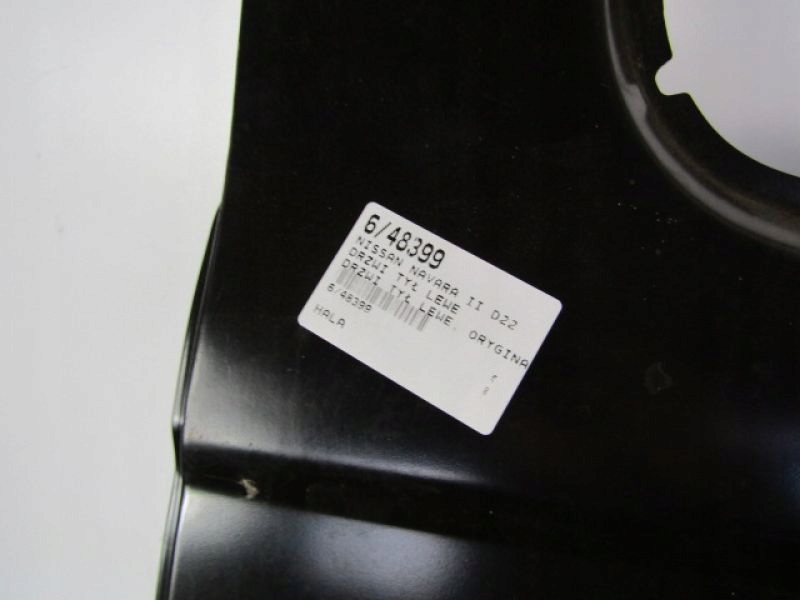 6/48399
NISSAN NAVARA II D22
DRZWI TYŁ LEWE
DRZWI TYŁ LEWE. ORYGINA
6/48399
HALA